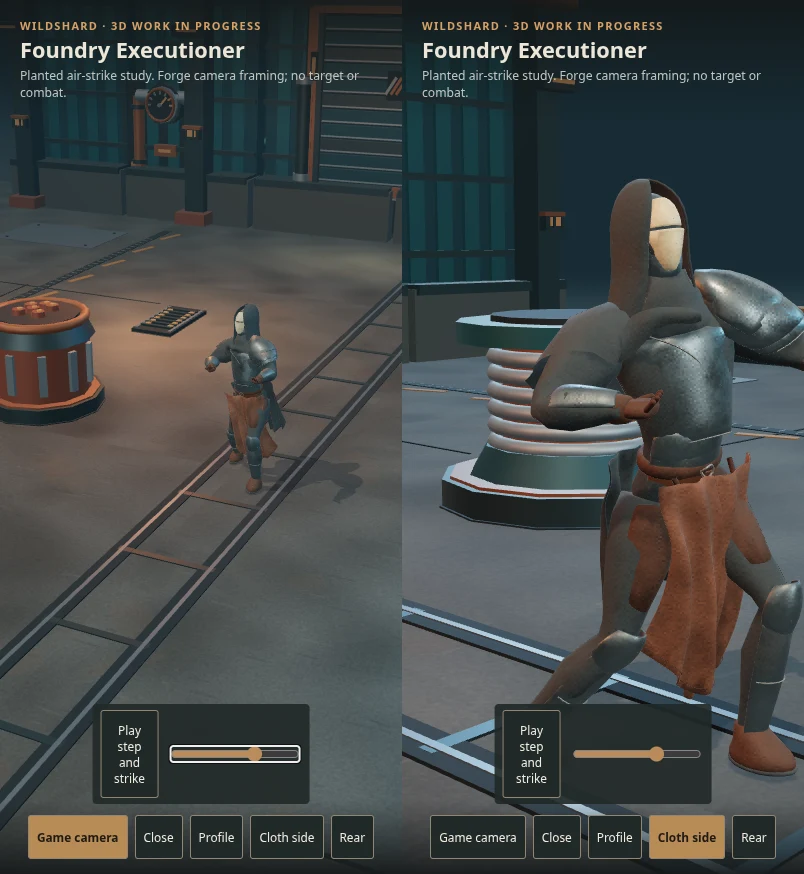 WILDSHARD · 3D WORK IN PROGRESS
Foundry Executioner
Planted air-strike study. Forge camera framing; no target or
combat.
Play
step
and
strike
Game camera
Close
Profile
Cloth side
Rear
WILDSHARD · 3D WORK IN PROGRESS
Foundry Executioner
Planted air-strike study. Forge camera framing; no target or
combat.
Play
step
and
strike
Game camera
Close
Profile
Cloth side
Rear